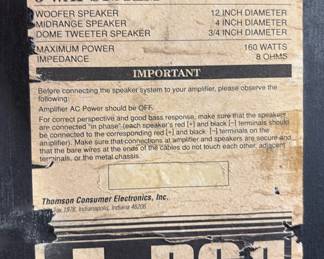 WOOFER SPEAKER 12 INCH DIAMETER
MIDRANGE SPEAKER 4 INCH DIAMETER
DOME TWEETER SPEAKER 3/4 INCH DIAMETER
MAXIMUM POWER 160 WATTS
IMPEDANCE 8 OHMS
IMPORTANT
Before connecting the speaker system to your amplifier, please observe the
following:
Amplifier AC Power should be OFF.
For correct perspective and good bass response, make sure that the speakers
are connected "in phase" (each speaker's red [+] and black [–] terminals should
be connected to the corresponding red [+] and black [–] terminals on the
amplifier). Make sure that connections at amplifier and speakers are secure and
that the bare wires at the ends of the cables do not touch each other, adjacent
terminals, or the metal chassis.
Thomson Consumer Electronics, Inc.
Box 1976, Indianapolis, Indiana 46206